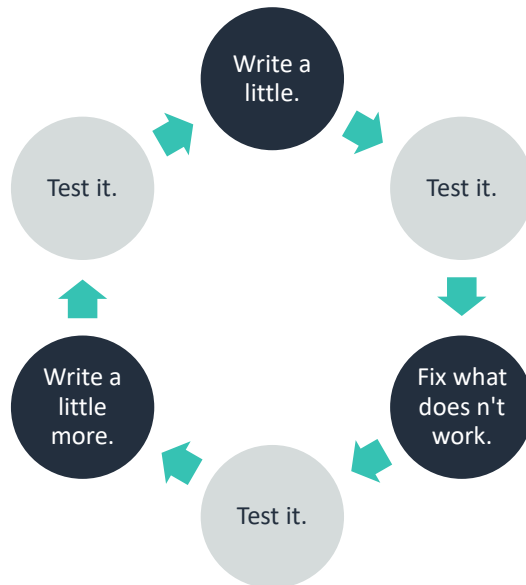 Write a
little.
Test it.
Fix what
does n't
work.
Test it.
Write a
little
more.
Test it.